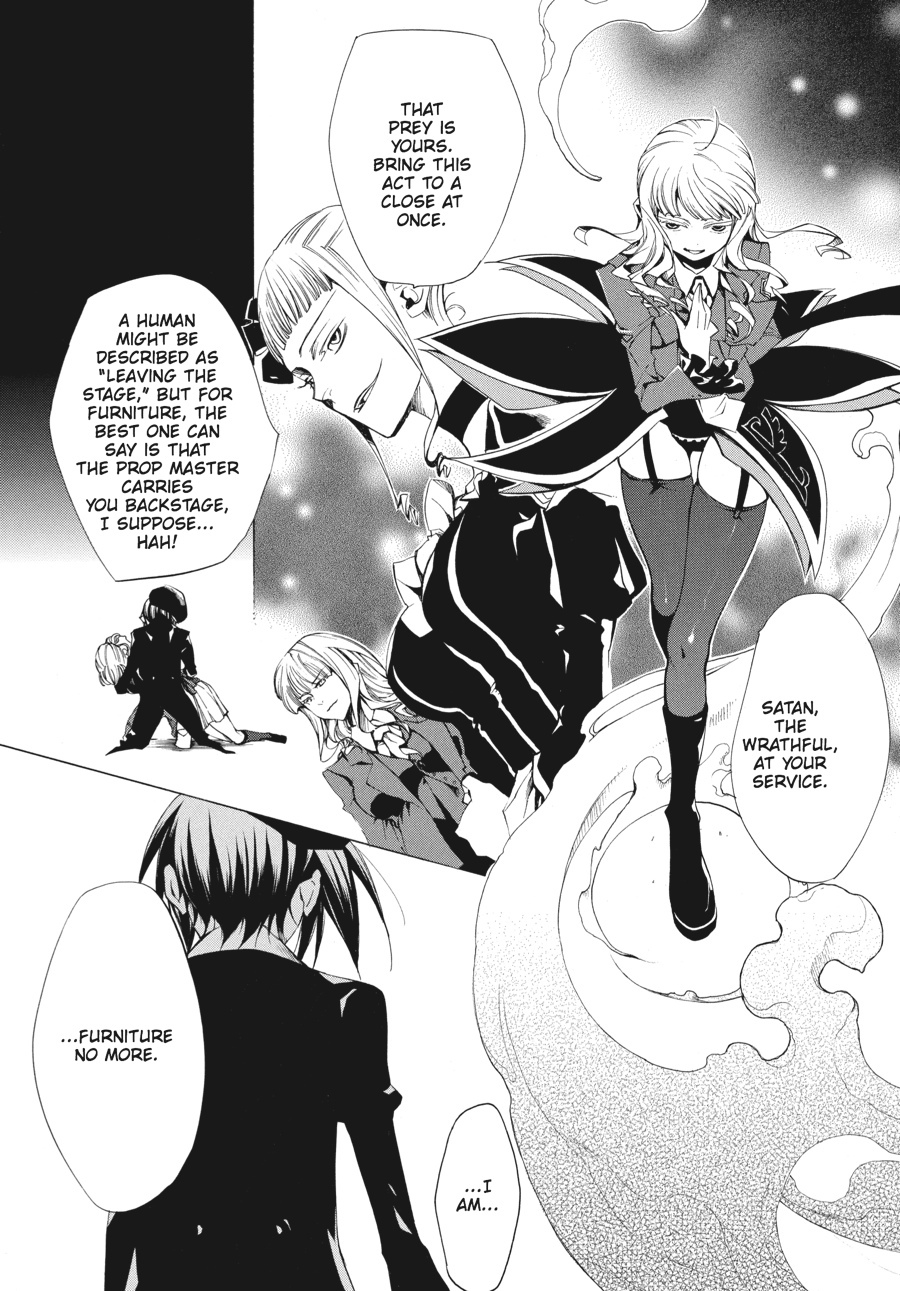 THAT
PREY IS
YOURS.
BRING THIS
ACT TO A
CLOSE AT
ONCE.
A HUMAN
MIGHT BE
DESCRIBED AS
"LEAVING THE
STAGE," BUT FOR
FURNITURE, THE
BEST ONE CAN
SAY IS THAT
THE PROP MASTER
CARRIES
YOU BACKSTAGE,
I SUPPOSE...
HAH!
SATAN,
THE
WRATHFUL,
AT YOUR
SERVICE.
...I
AM...
...FURNITURE
NO MORE.